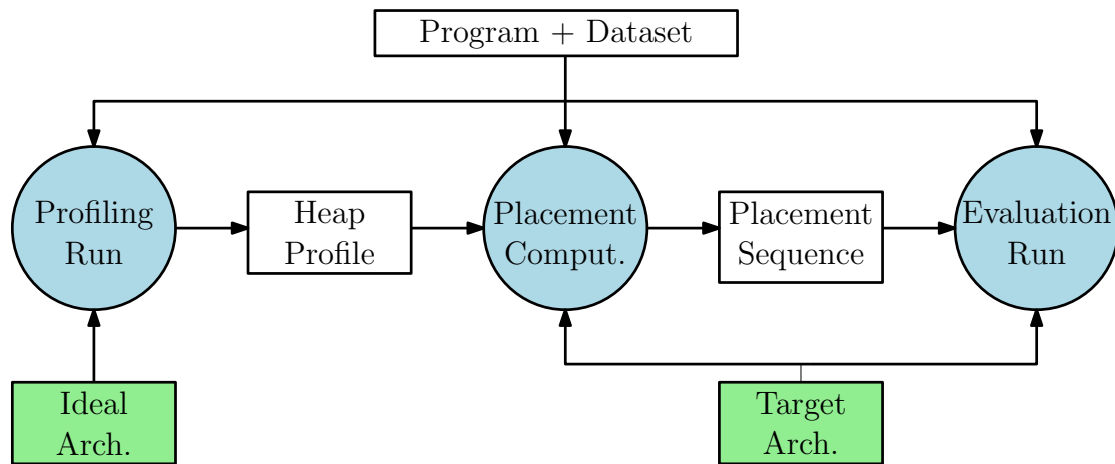 Program + Dataset
Profiling
Run
Heap
Profile
Placement
Comput.
Placement
Sequence
Evaluation
Run
Ideal
Arch.
Target
Arch.